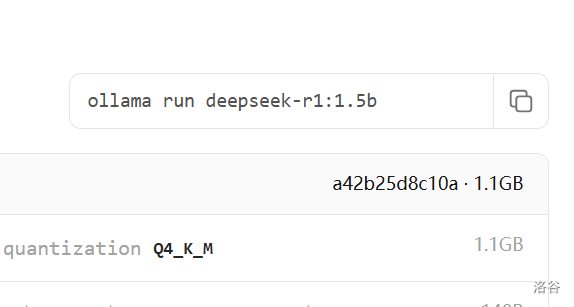 ollama run deepseek-r1:1.5b
a42b25d8c10a · 1.1GB
quantization Q4_K_M 1.1GB
洛谷